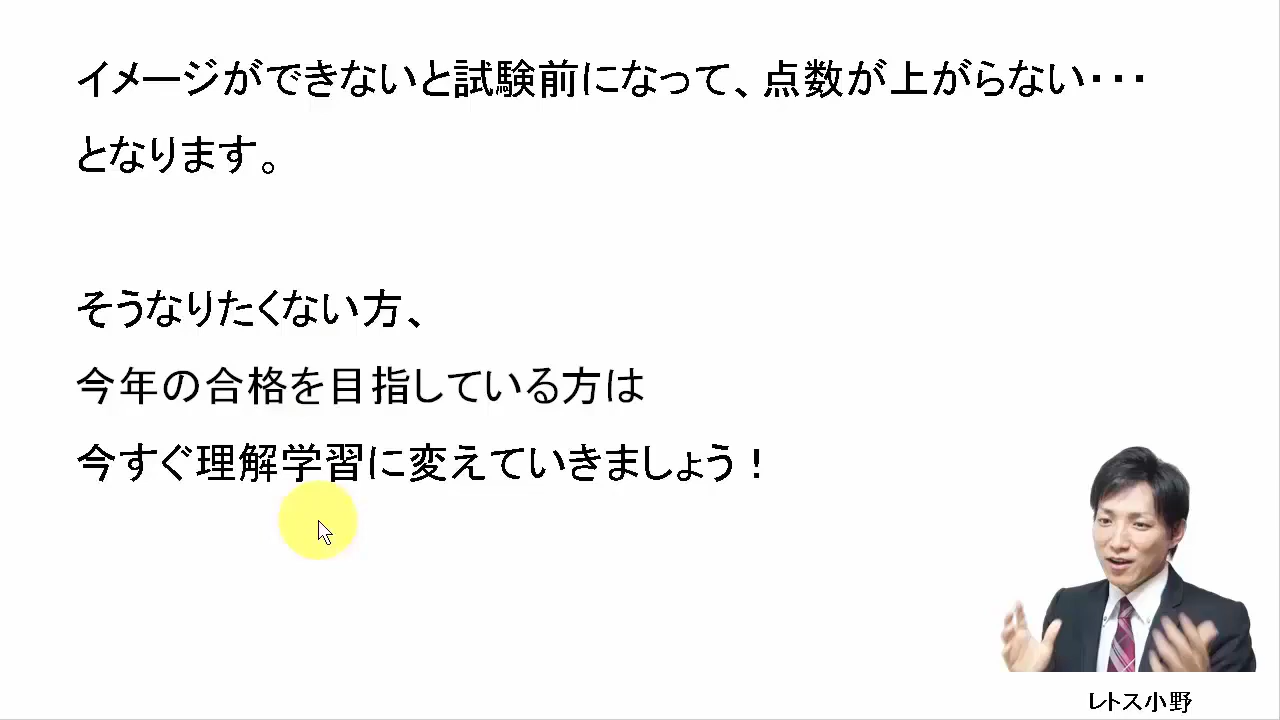 イメージができないと試験前になって、点数が上がらない・・・
となります。
そうなりたくない方、
今年の合格を目指している方は
今すぐ理解学習に変えていきましょう！
レトス小野